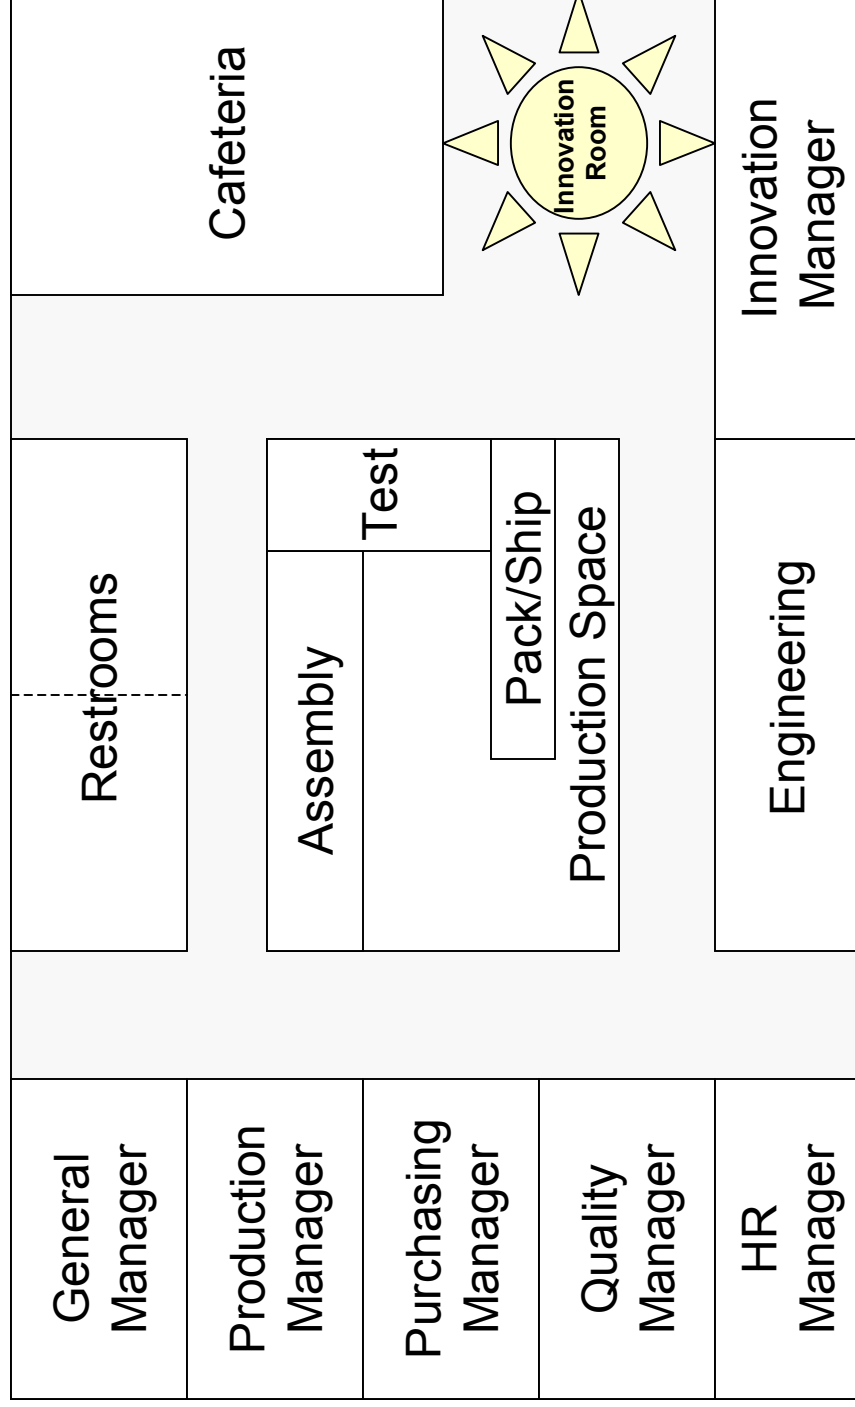 General
Manager
Restrooms
Cafeteria
Production
Manager
Assembly
Test
Purchasing
Manager
Pack/Ship
Production Space
Innovation
Room
Quality
Manager
HR
Manager
Engineering
Innovation
Manager